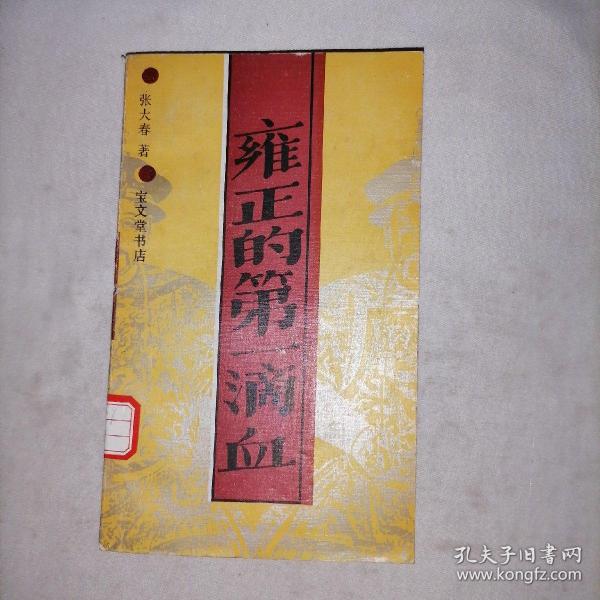 张大春 著
宝文堂书店
雍正的第一滴血
孔夫子旧书网
www.kongfz.com